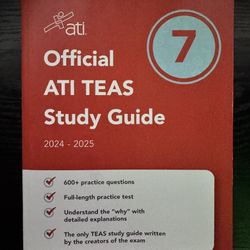 ati
7
Official
ATI TEAS
Study Guide
2024 - 2025
600+ practice questions
Full-length practice test
Understand the "why" with
detailed explanations
The only TEAS study guide written
by the creators of the exam